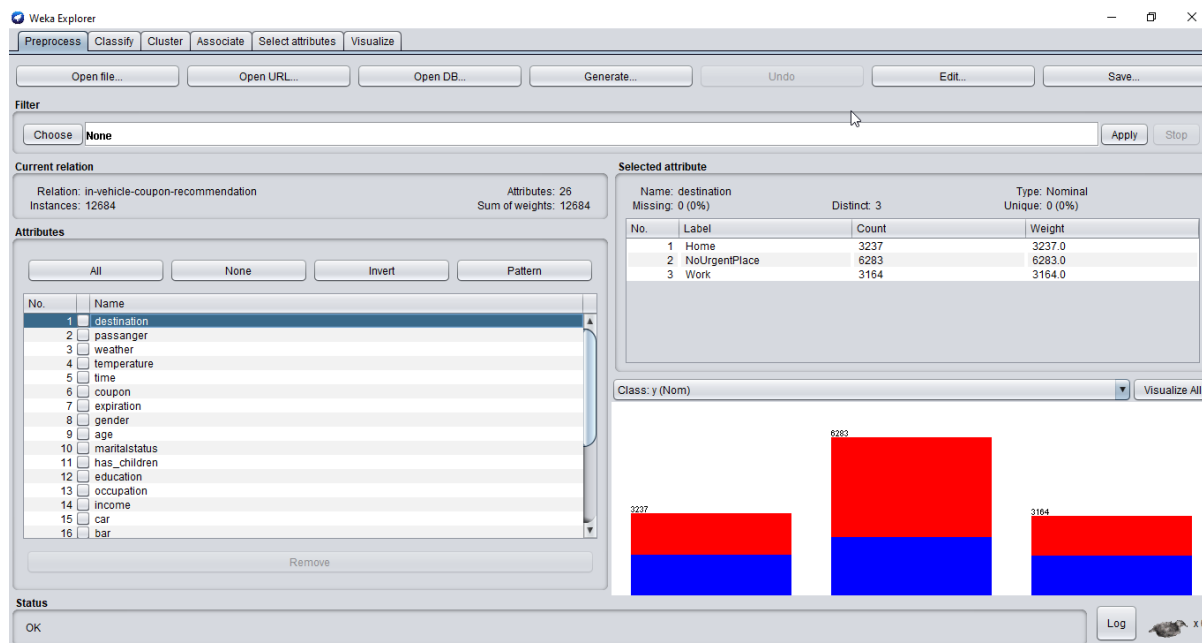 Weka Explorer
Preprocess Classify Cluster Associate Select attributes Visualize
Open file... Open URL... Open DB... Generate... Undo Edit... Save...
Filter
Choose None Apply Stop
Current relation
Relation: in-vehicle-coupon-recommendation Attributes: 26
Instances: 12684 Sum of weights: 12684
Attributes
All None Invert Pattern
No. Name
1 destination
2 passanger
3 weather
4 temperature
5 time
6 coupon
7 expiration
8 gender
9 age
10 maritalstatus
11 has_children
12 education
13 occupation
14 income
15 car
16 bar
Remove
Selected attribute
Name: destination Type: Nominal
Missing: 0 (0%) Distinct: 3 Unique: 0 (0%)
No. Label Count Weight
1 Home 3237 3237.0
2 NoUrgentPlace 6283 6283.0
3 Work 3164 3164.0
Class: y (Nom) Visualize All
3237
6283
3164
Status
OK
Log x